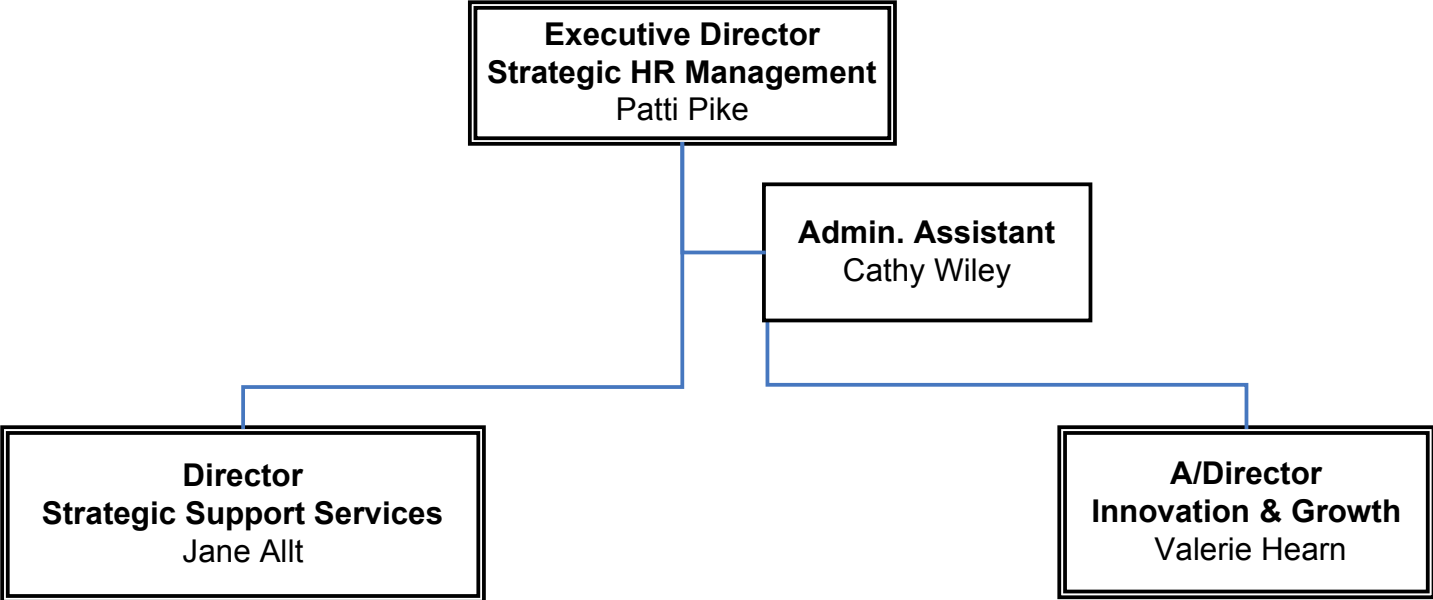 Executive Director
Strategic HR Management
Patti Pike
Admin. Assistant
Cathy Wiley
Director
Strategic Support Services
Jane Allt
A/Director
Innovation & Growth
Valerie Hearn